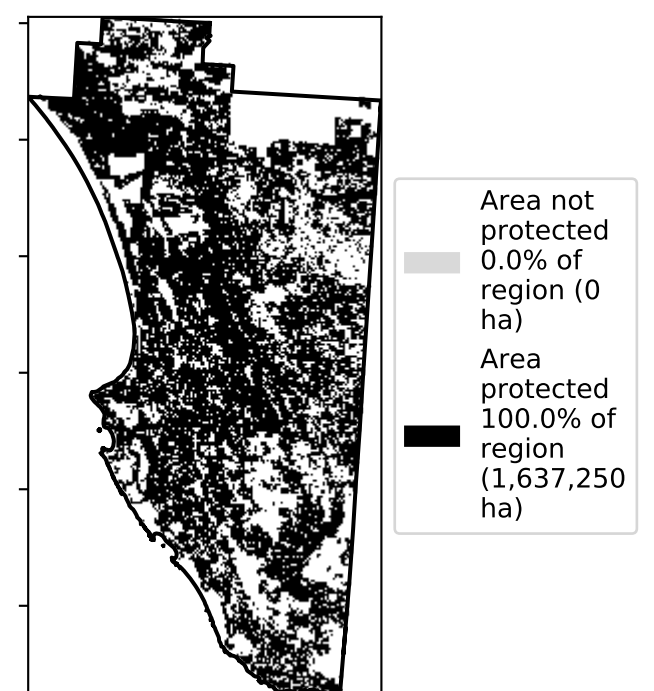 Area not
protected
0.0% of
region (0
ha)
Area
protected
100.0% of
region
(1,637,250
ha)